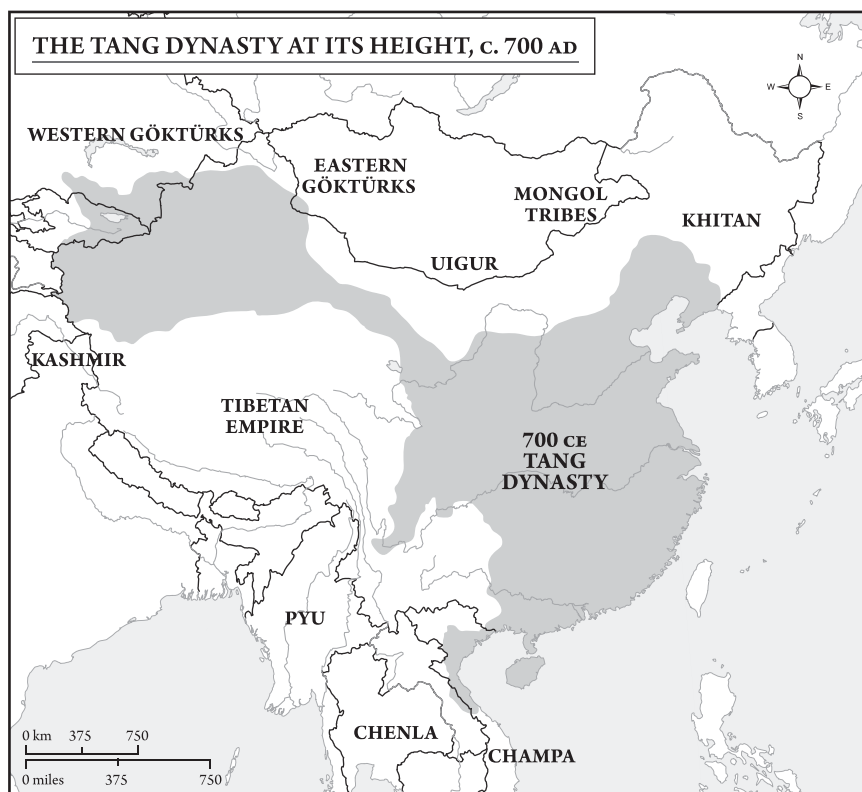 THE TANG DYNASTY AT ITS HEIGHT, C. 700 AD
N
W
E
S
WESTERN GÖKTÜRKS
EASTERN
GÖKTÜRKS
MONGOL
TRIBES
KHITAN
UIGUR
KASHMIR
TIBETAN
EMPIRE
700 CE
TANG
DYNASTY
PYU
CHENLA
CHAMPA
0 km 375 750
0 miles 375 750